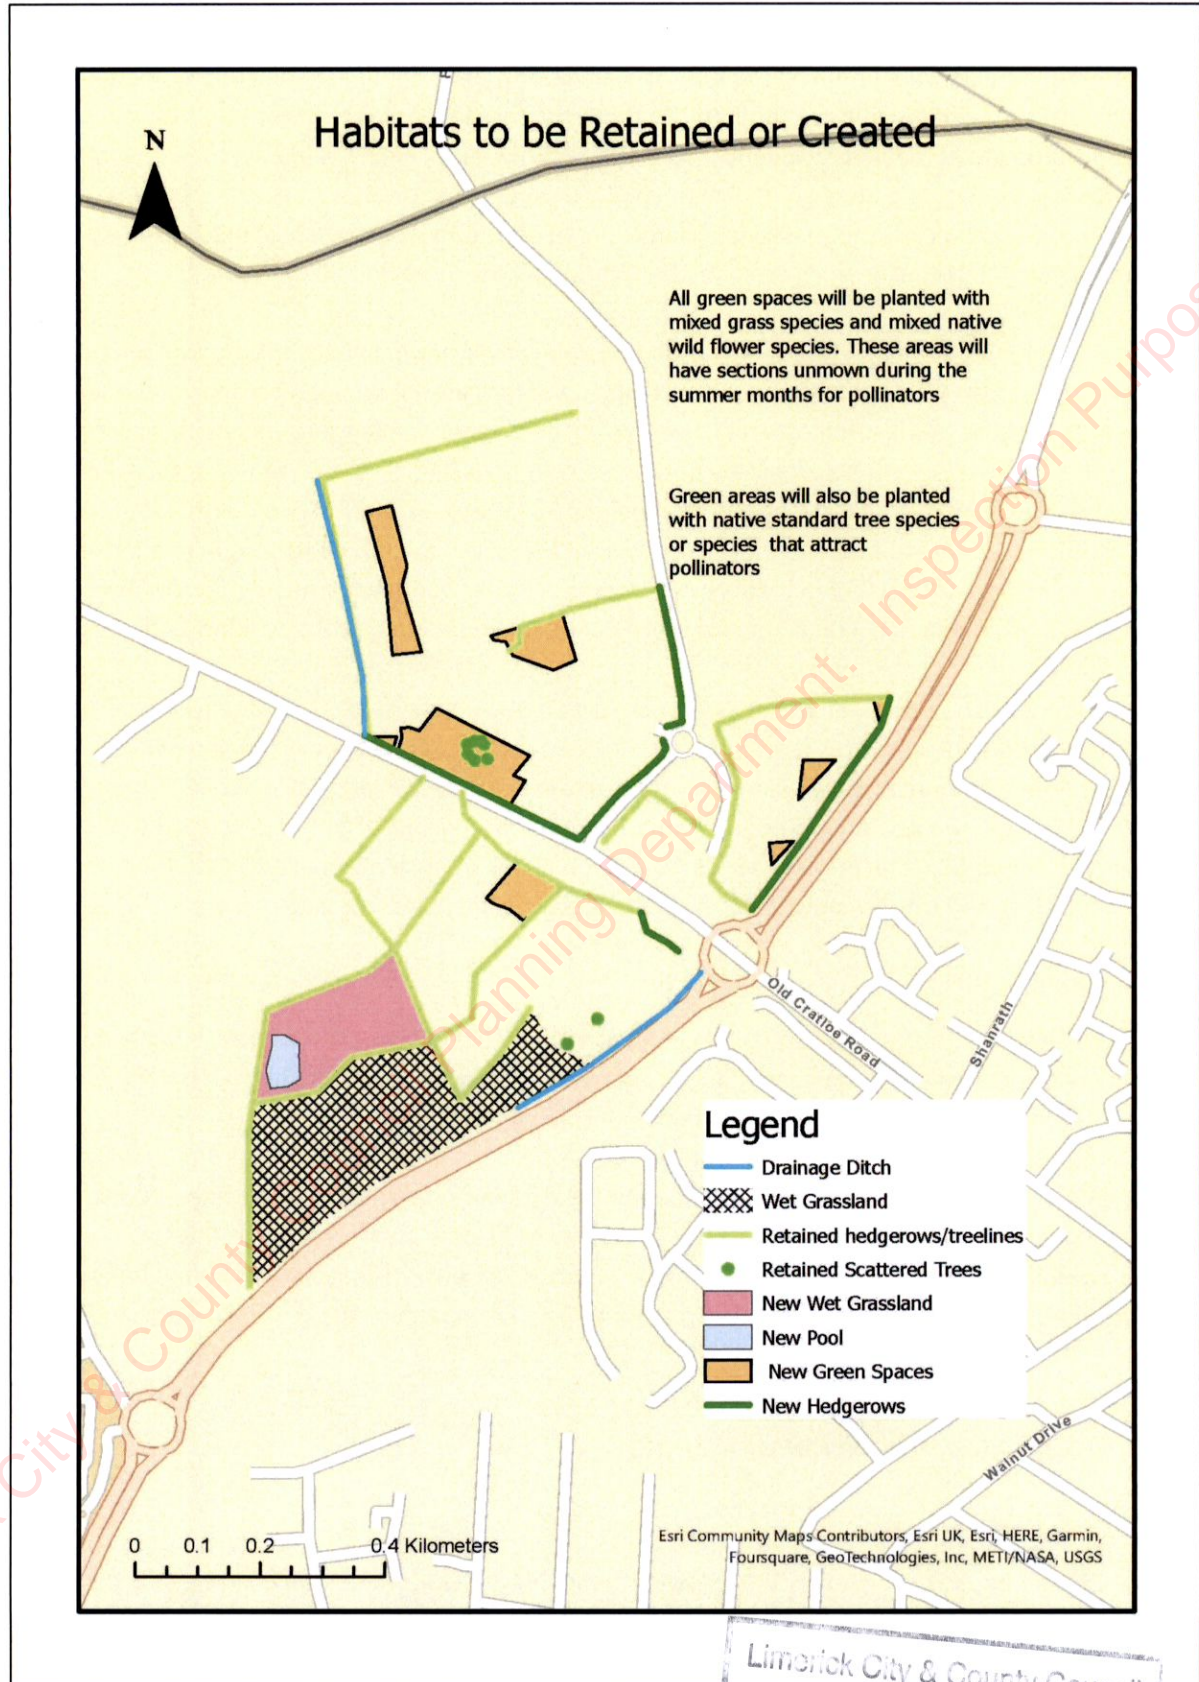 Habitats to be Retained or Created
N
All green spaces will be planted with
mixed grass species and mixed native
wild flower species. These areas will
have sections unmown during the
summer months for pollinators
Green areas will also be planted
with native standard tree species
or species that attract
pollinators
Old Cratloe Road
Shanrath
Legend
Drainage Ditch
Wet Grassland
Retained hedgerows/treelines
Retained Scattered Trees
New Wet Grassland
New Pool
New Green Spaces
New Hedgerows
Walnut Drive
0 0.1 0.2 0.4 Kilometers
Esri Community Maps Contributors, Esri UK, Esri, HERE, Garmin,
Foursquare, GeoTechnologies, Inc, METI/NASA, USGS
City & County Council Planning Department. Inspection Purpos
Limerick City & County Council